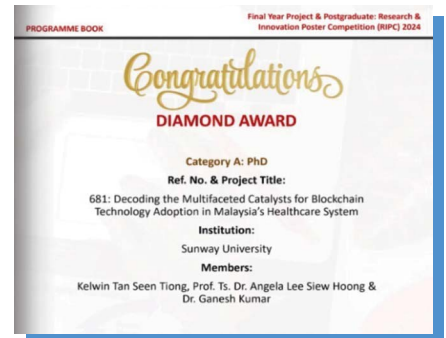 PROGRAMME BOOK
Final Year Project & Postgraduate: Research &
Innovation Poster Competition (RIPC) 2024
Congratulations
DIAMOND AWARD
Category A: PhD
Ref. No. & Project Title:
681: Decoding the Multifaceted Catalysts for Blockchain
Technology Adoption in Malaysia's Healthcare System
Institution:
Sunway University
Members:
Kelwin Tan Seen Tiong, Prof. Ts. Dr. Angela Lee Siew Hoong &
Dr. Ganesh Kumar